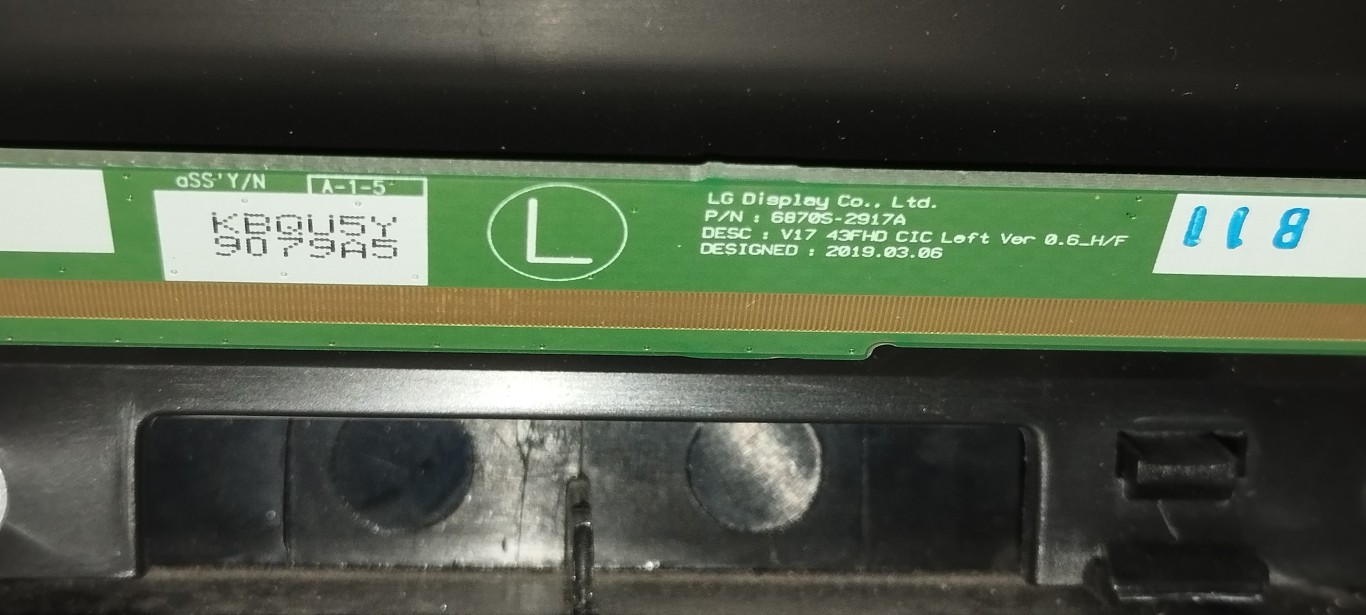 aSS'Y/N A-1-5
KBQU5Y
9079A5
L
LG Display Co., Ltd.
P/N : 6870S-2917A
DESC : V17 43FHD CIC Left Ver 0.6_H/F
DESIGNED : 2019.03.06
118